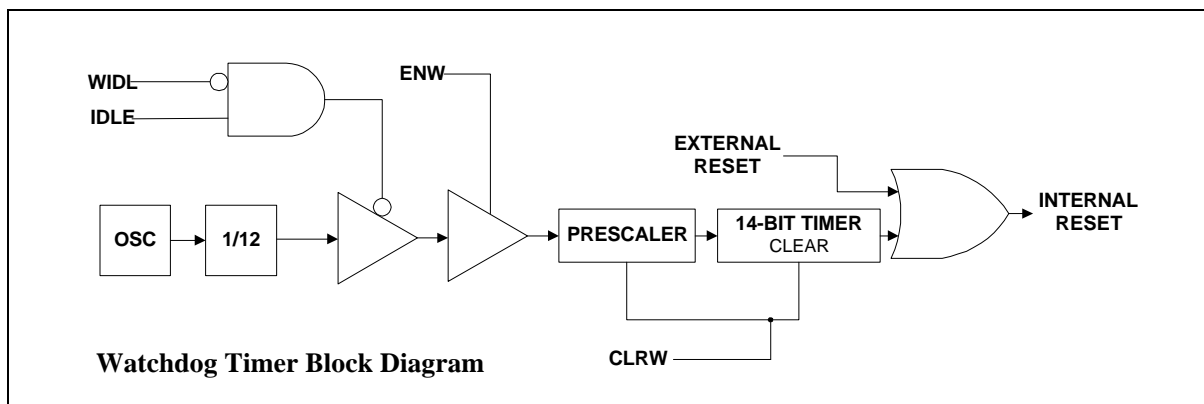 WIDL
IDLE
ENW
EXTERNAL
RESET
INTERNAL
RESET
OSC
1/12
PRESCALER
14-BIT TIMER
CLEAR
CLRW
Watchdog Timer Block Diagram